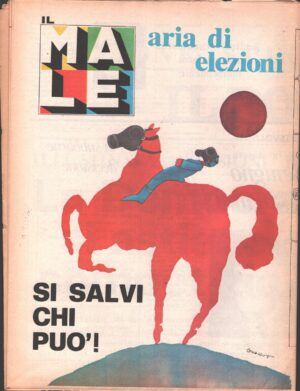 IL
MA
LE
aria di
elezioni
SI SALVI
CHI
PUO'!